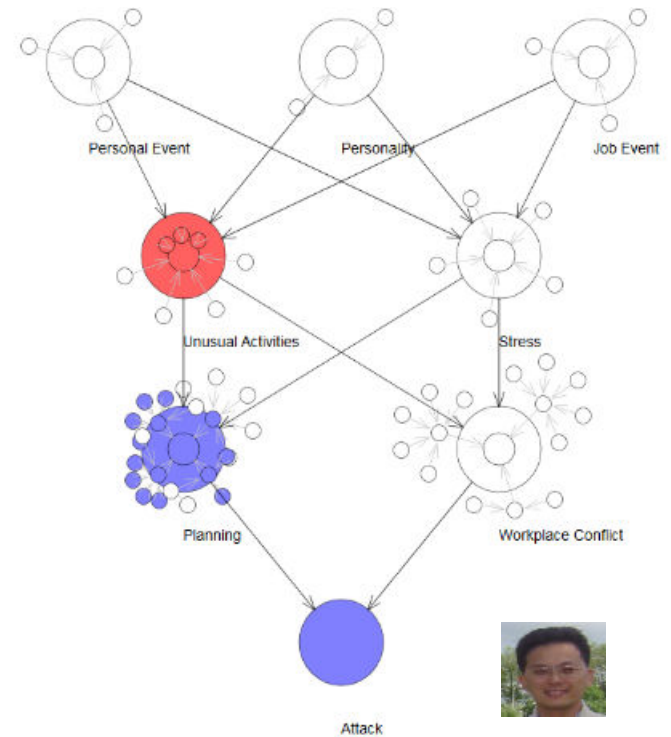 Personal Event
Personality
Job Event
Unusual Activities
Stress
Planning
Workplace Conflict
Attack